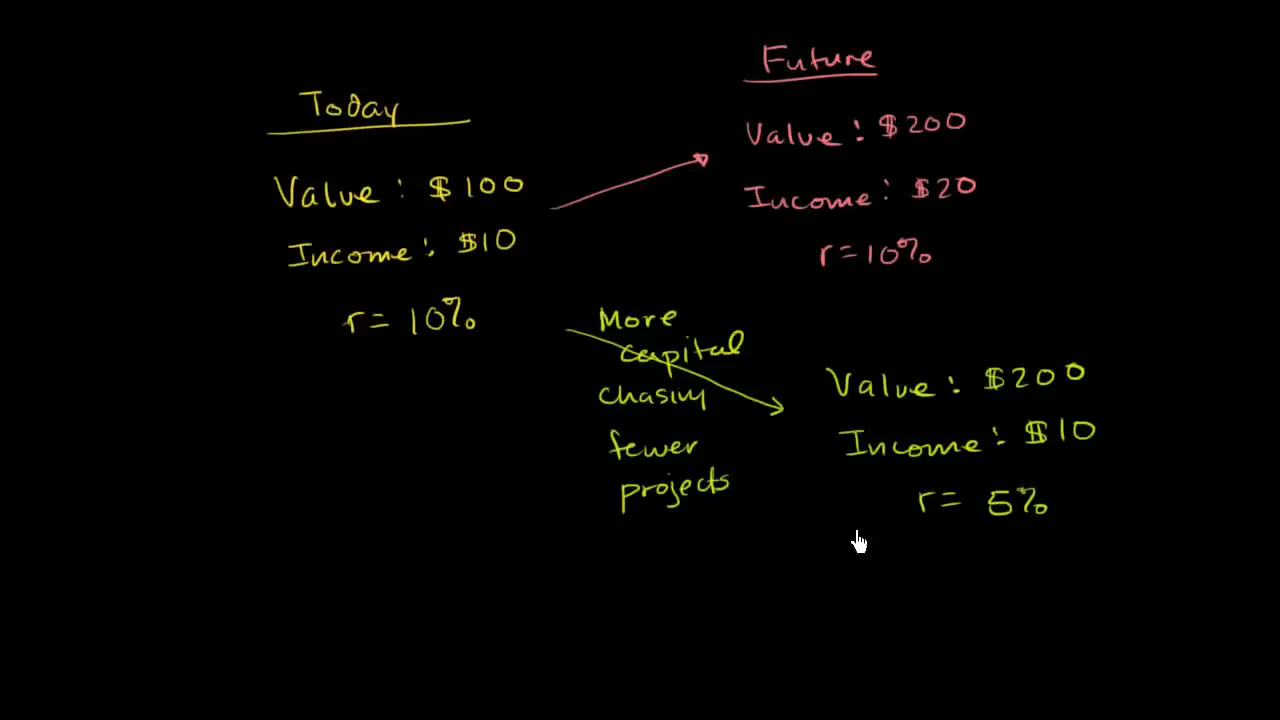 Today
Value: $100
Income: $10
r= 10%
Future
Value: $200
Income: $20
r=10%
More
capital
chasing
fewer
projects
Value: $200
Income: $10
r= 5%